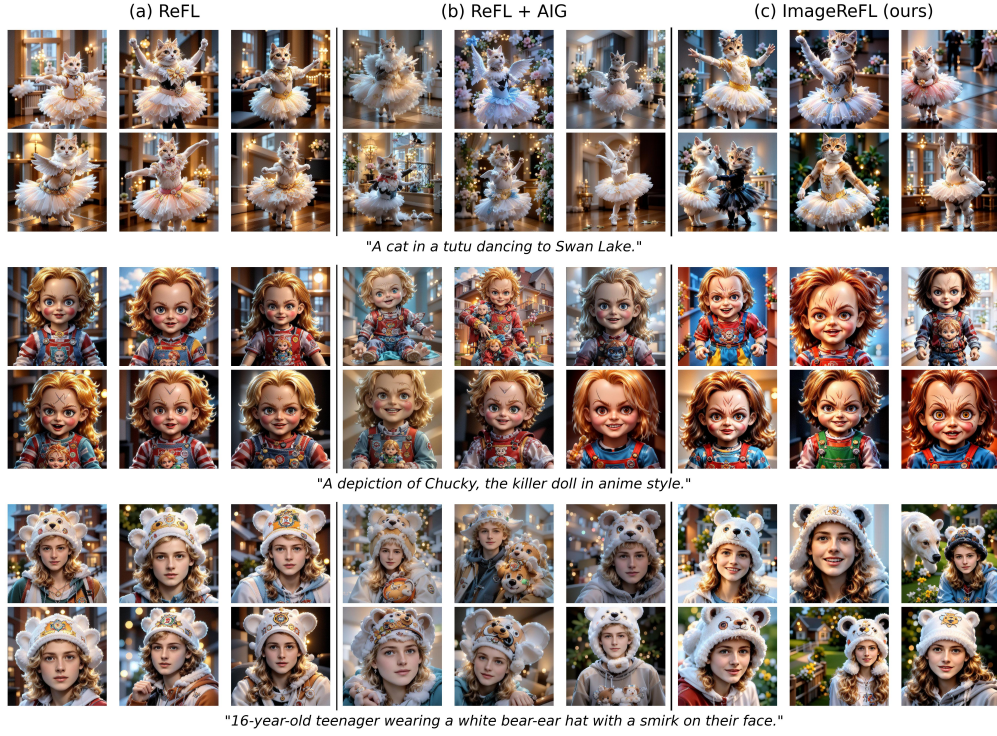 (a) ReFL
(b) ReFL + AIG
(c) ImageReFL (ours)
"A cat in a tutu dancing to Swan Lake."
"A depiction of Chucky, the killer doll in anime style."
"16-year-old teenager wearing a white bear-ear hat with a smirk on their face."